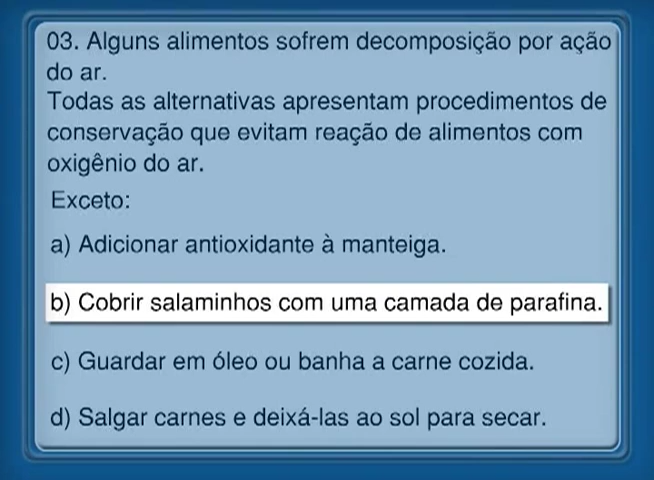 03. Alguns alimentos sofrem decomposição por ação
do ar.
Todas as alternativas apresentam procedimentos de
conservação que evitam reação de alimentos com
oxigênio do ar.
Exceto:
a) Adicionar antioxidante à manteiga.
b) Cobrir salaminhos com uma camada de parafina.
c) Guardar em óleo ou banha a carne cozida.
d) Salgar carnes e deixá-las ao sol para secar.